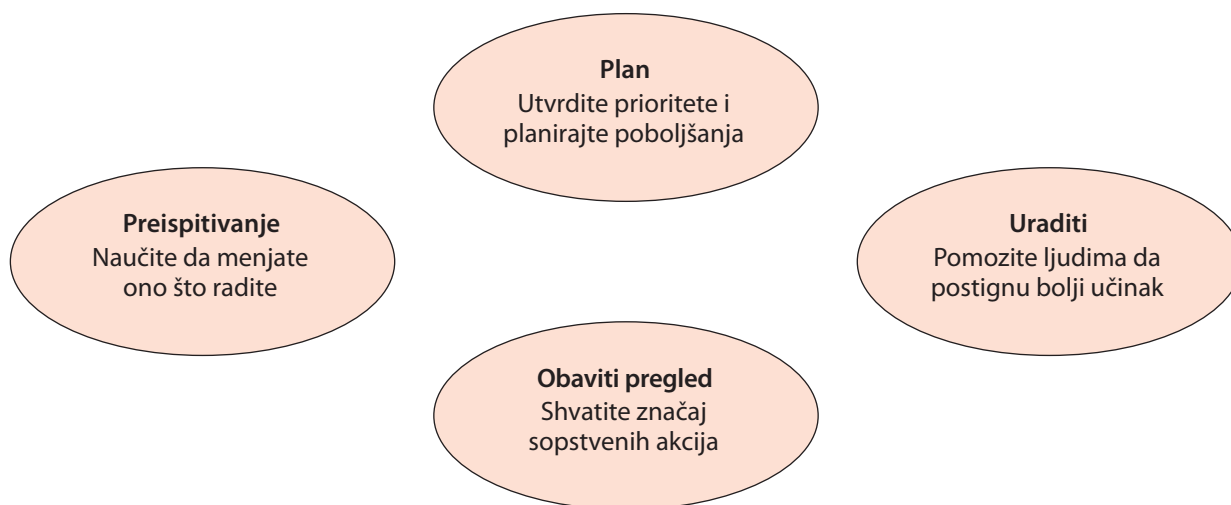 Plan
Utvrdite prioritete i
planirajte poboljšanja
Preispitivanje
Naučite da menjate
ono što radite
Uraditi
Pomozite ljudima da
postignu bolji učinak
Obaviti pregled
Shvatite značaj
sopstvenih akcija